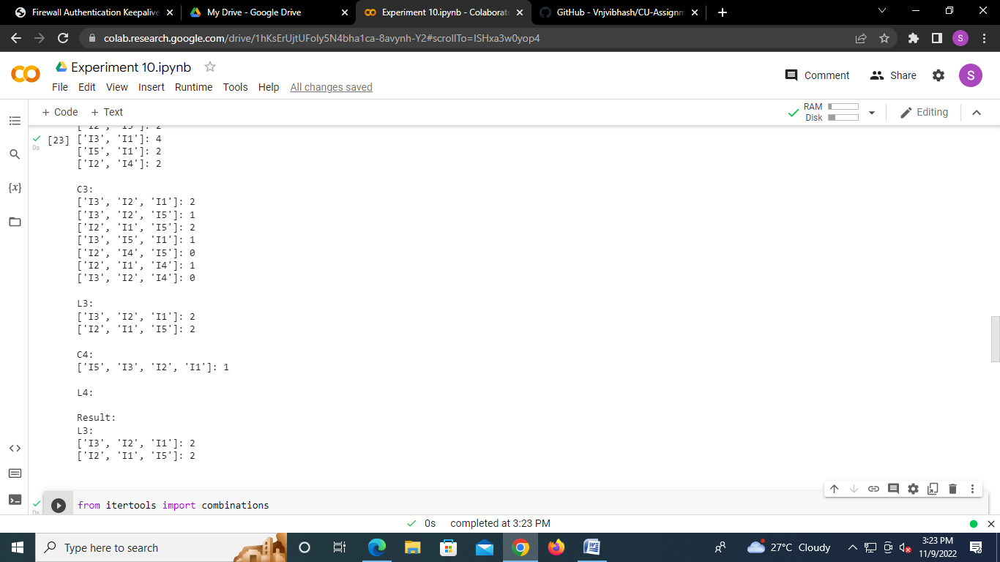 Firewall Authentication Keepalive
My Drive - Google Drive
Experiment 10.ipynb - Colaborato
GitHub - Vnjvibhash/CU-Assignm
colab.research.google.com/drive/1hKsErUjtUFoly5N4bha1ca-8avynh-Y2#scrollTo=ISHxa3w0yop4
S
Experiment 10.ipynb
Comment
Share
S
File Edit View Insert Runtime Tools Help All changes saved
+ Code + Text
RAM
Disk
Editing
{x}
['I2', 'I5']: 2
[23] ['I3', 'I1']: 4
0s
['I5', 'I1']: 2
['I2', 'I4']: 2
C3:
['I3', 'I2', 'I1']: 2
['I3', 'I2', 'I5']: 1
['I2', 'I1', 'I5']: 2
['I3', 'I5', 'I1']: 1
['I2', 'I4', 'I5']: 0
['I2', 'I1', 'I4']: 1
['I3', 'I2', 'I4']: 0
L3:
['I3', 'I2', 'I1']: 2
['I2', 'I1', 'I5']: 2
C4:
['I5', 'I3', 'I2', 'I1']: 1
L4:
Result:
L3:
['I3', 'I2', 'I1']: 2
['I2', 'I1', 'I5']: 2
from itertools import combinations
0s
0s completed at 3:23 PM
Type here to search
27°C Cloudy
3:23 PM
11/9/2022